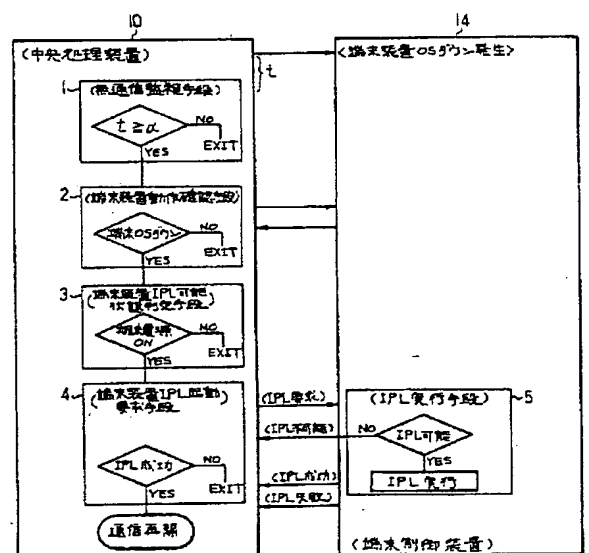 10
14
(中央処理装置)
(端末装置OSダウン発生)
t
1
(無通信監視手段)
t≧α
NO
EXIT
YES
2
(端末装置動作確認手段)
端末OSダウン
NO
EXIT
YES
3
(端末装置IPL可能
状態判定手段)
端末電源
ON
NO
EXIT
YES
4
(端末装置IPL起動
要求手段)
(IPL要求)
(IPL不可能)
(IPL成功)
(IPL失敗)
IPL成功
NO
EXIT
YES
通信再開
(IPL実行手段)
5
IPL可能
NO
YES
IPL実行
(端末制御装置)